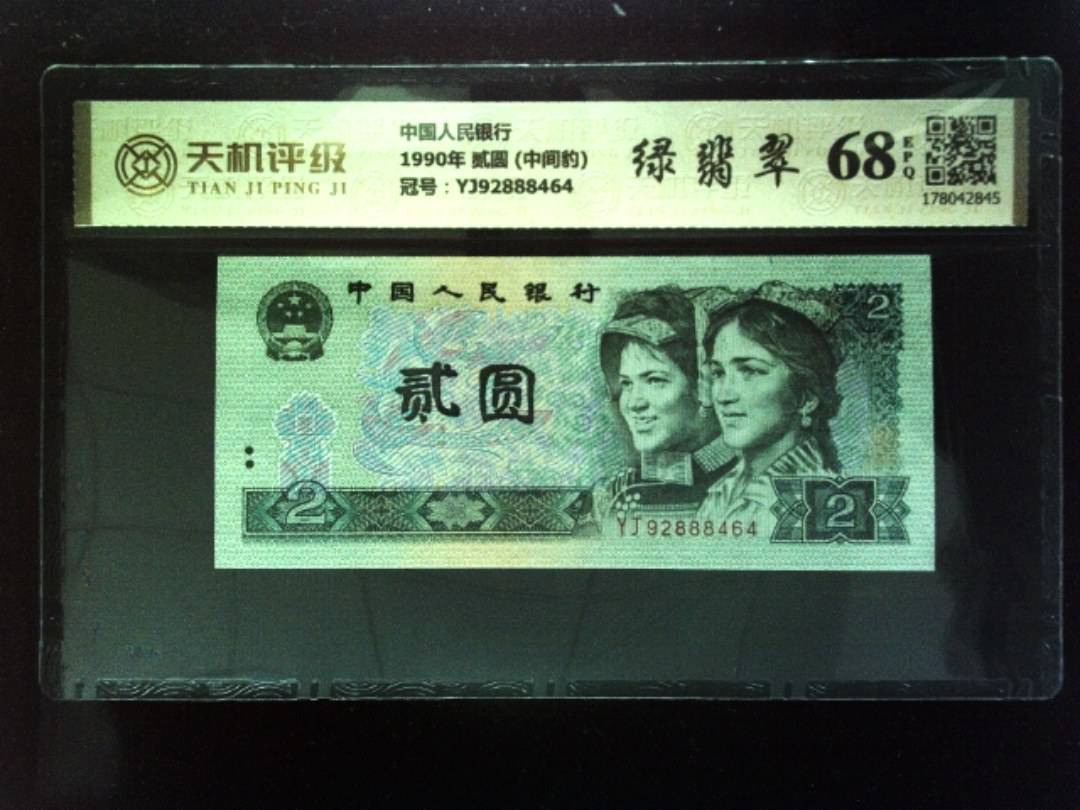 天机评级
TIAN JI PING JI
中国人民银行
1990年 贰圆 (中间豹)
冠号：YJ92888464
绿翡翠
68
EPQ
178042845
中国人民银行
2
贰圆
2
YJ92888464
2